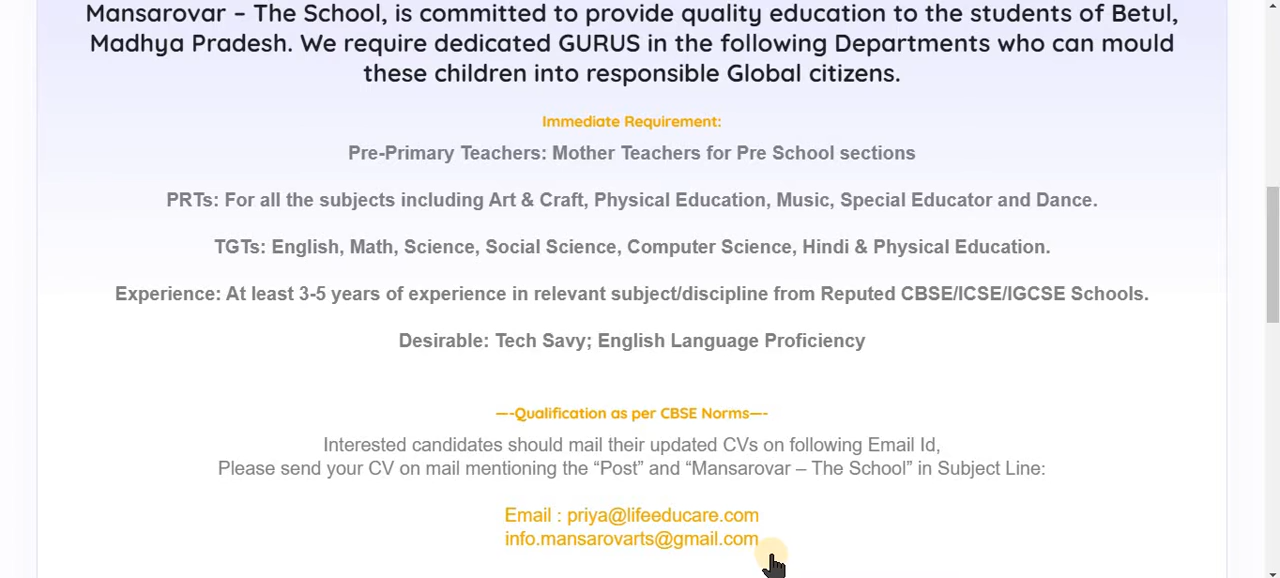 Mansarovar – The School, is committed to provide quality education to the students of Betul,
Madhya Pradesh. We require dedicated GURUS in the following Departments who can mould
these children into responsible Global citizens.
Immediate Requirement:
Pre-Primary Teachers: Mother Teachers for Pre School sections
PRTs: For all the subjects including Art & Craft, Physical Education, Music, Special Educator and Dance.
TGTs: English, Math, Science, Social Science, Computer Science, Hindi & Physical Education.
Experience: At least 3-5 years of experience in relevant subject/discipline from Reputed CBSE/ICSE/IGCSE Schools.
Desirable: Tech Savy; English Language Proficiency
—-Qualification as per CBSE Norms—-
Interested candidates should mail their updated CVs on following Email Id,
Please send your CV on mail mentioning the “Post” and “Mansarovar – The School” in Subject Line:
Email : priya@lifeeducare.com
info.mansarovarts@gmail.com